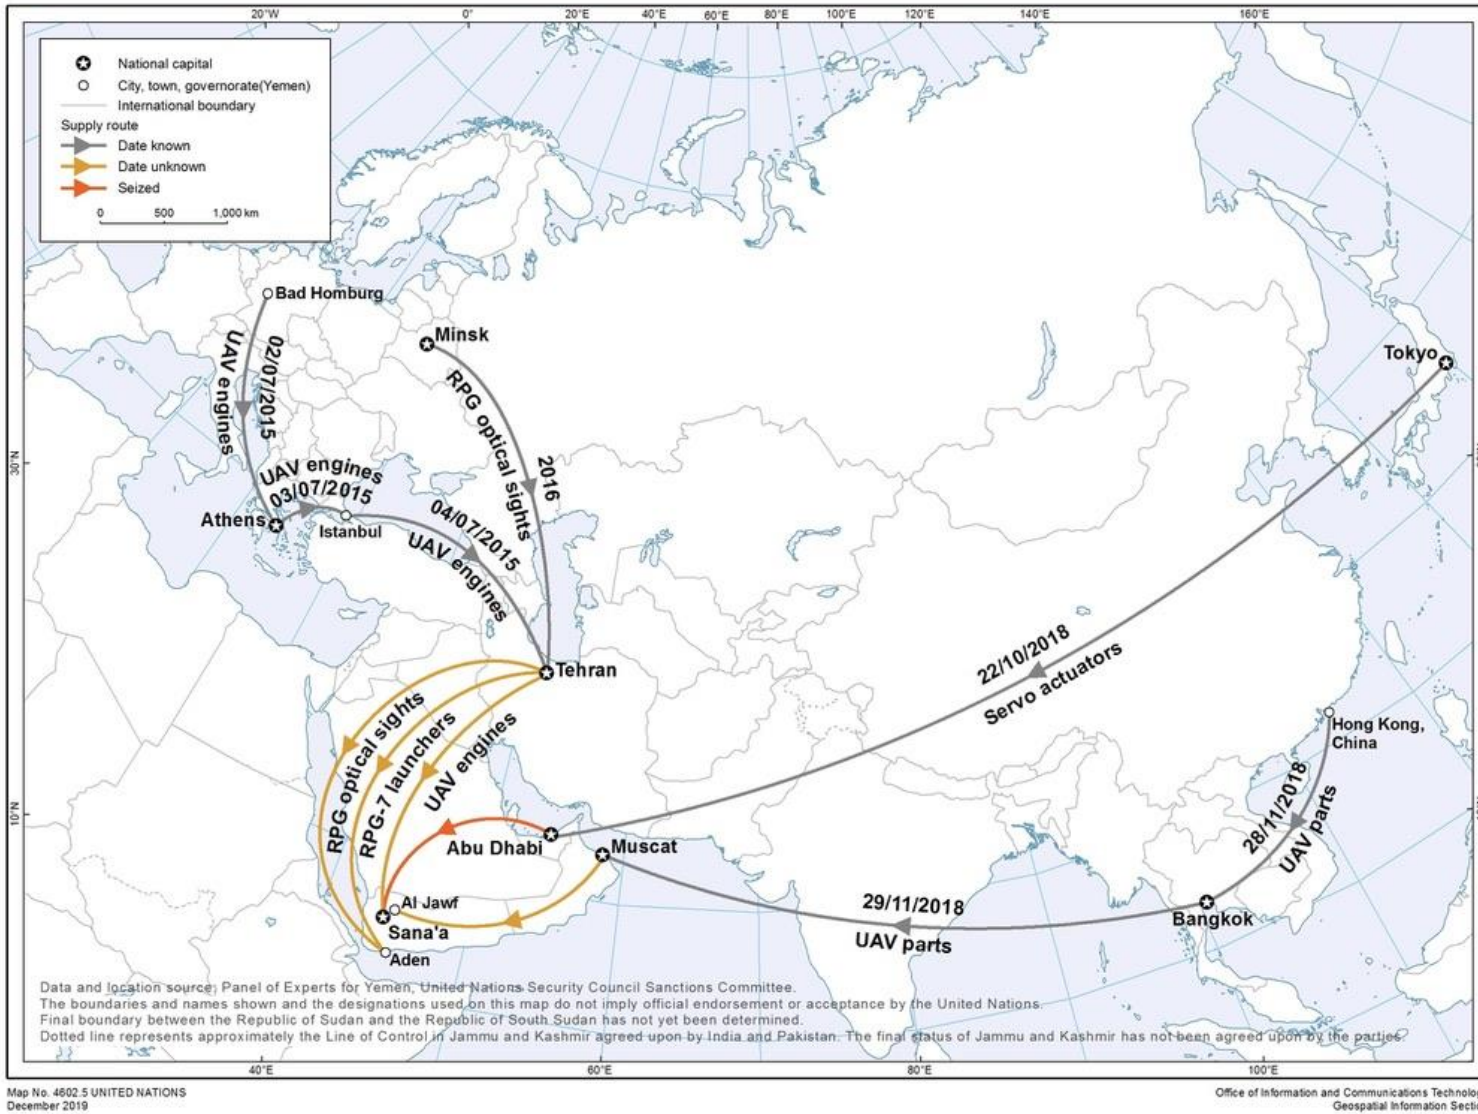 20°W 0° 20°E 40°E 60°E 80°E 100°E 120°E 140°E 160°E
National capital
City, town, governorate(Yemen)
International boundary
Supply route
Date known
Date unknown
Seized
0 500 1,000 km
Bad Homburg
Minsk
Tokyo
UAV engines
02/07/2015
RPG optical sights
2016
30°N
UAV engines
03/07/2015
Athens
Istanbul
04/07/2015
UAV engines
Tehran
22/10/2018
Servo actuators
Hong Kong,
China
28/11/2018
UAV parts
RPG optical sights
RPG-7 launchers
UAV engines
10°N
Abu Dhabi
Muscat
Al Jawf
Sana'a
Aden
29/11/2018
UAV parts
Bangkok
Data and location source: Panel of Experts for Yemen, United Nations Security Council Sanctions Committee.
The boundaries and names shown and the designations used on this map do not imply official endorsement or acceptance by the United Nations.
Final boundary between the Republic of Sudan and the Republic of South Sudan has not yet been determined.
Dotted line represents approximately the Line of Control in Jammu and Kashmir agreed upon by India and Pakistan. The final status of Jammu and Kashmir has not been agreed upon by the parties.
40°E 60°E 80°E 100°E
Map No. 4602.5 UNITED NATIONS
December 2019
Office of Information and Communications Technolo
Geospatial Information Secti